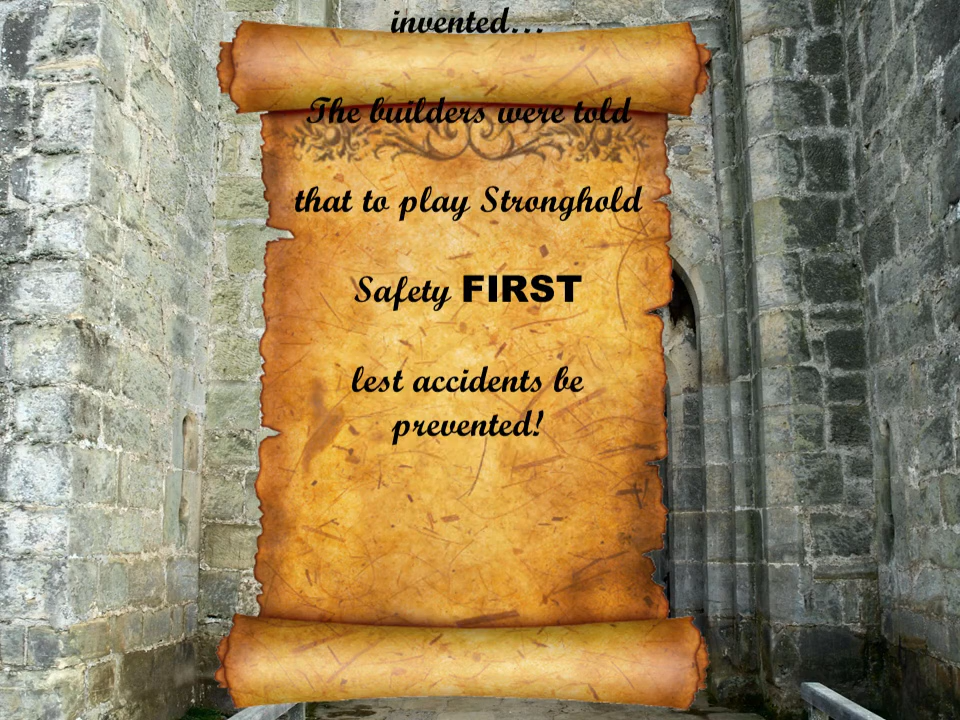 invented...
The builders were told
that to play Stronghold
Safety FIRST
lest accidents be
prevented!